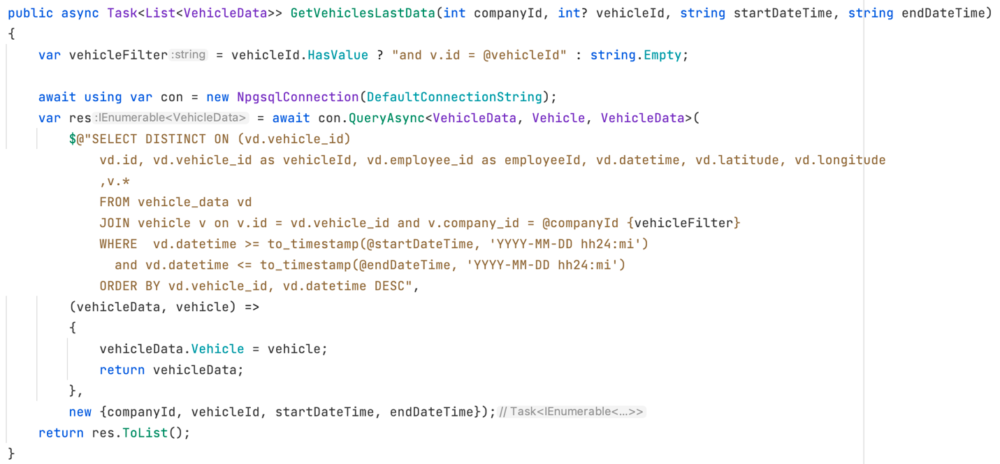 public async Task<List<VehicleData>> GetVehiclesLastData(int companyId, int? vehicleId, string startDateTime, string endDateTime)
{
    var vehicleFilter :string = vehicleId.HasValue ? "and v.id = @vehicleId" : string.Empty;

    await using var con = new NpgsqlConnection(DefaultConnectionString);
    var res :IEnumerable<VehicleData> = await con.QueryAsync<VehicleData, Vehicle, VehicleData>(
        $@"SELECT DISTINCT ON (vd.vehicle_id)
            vd.id, vd.vehicle_id as vehicleId, vd.employee_id as employeeId, vd.datetime, vd.latitude, vd.longitude
            ,v.*
            FROM vehicle_data vd
            JOIN vehicle v on v.id = vd.vehicle_id and v.company_id = @companyId {vehicleFilter}
            WHERE  vd.datetime >= to_timestamp(@startDateTime, 'YYYY-MM-DD hh24:mi')
              and vd.datetime <= to_timestamp(@endDateTime, 'YYYY-MM-DD hh24:mi')
            ORDER BY vd.vehicle_id, vd.datetime DESC",
        (vehicleData, vehicle) =>
        {
            vehicleData.Vehicle = vehicle;
            return vehicleData;
        },
        new {companyId, vehicleId, startDateTime, endDateTime}); // Task<IEnumerable<...>>
    return res.ToList();
}